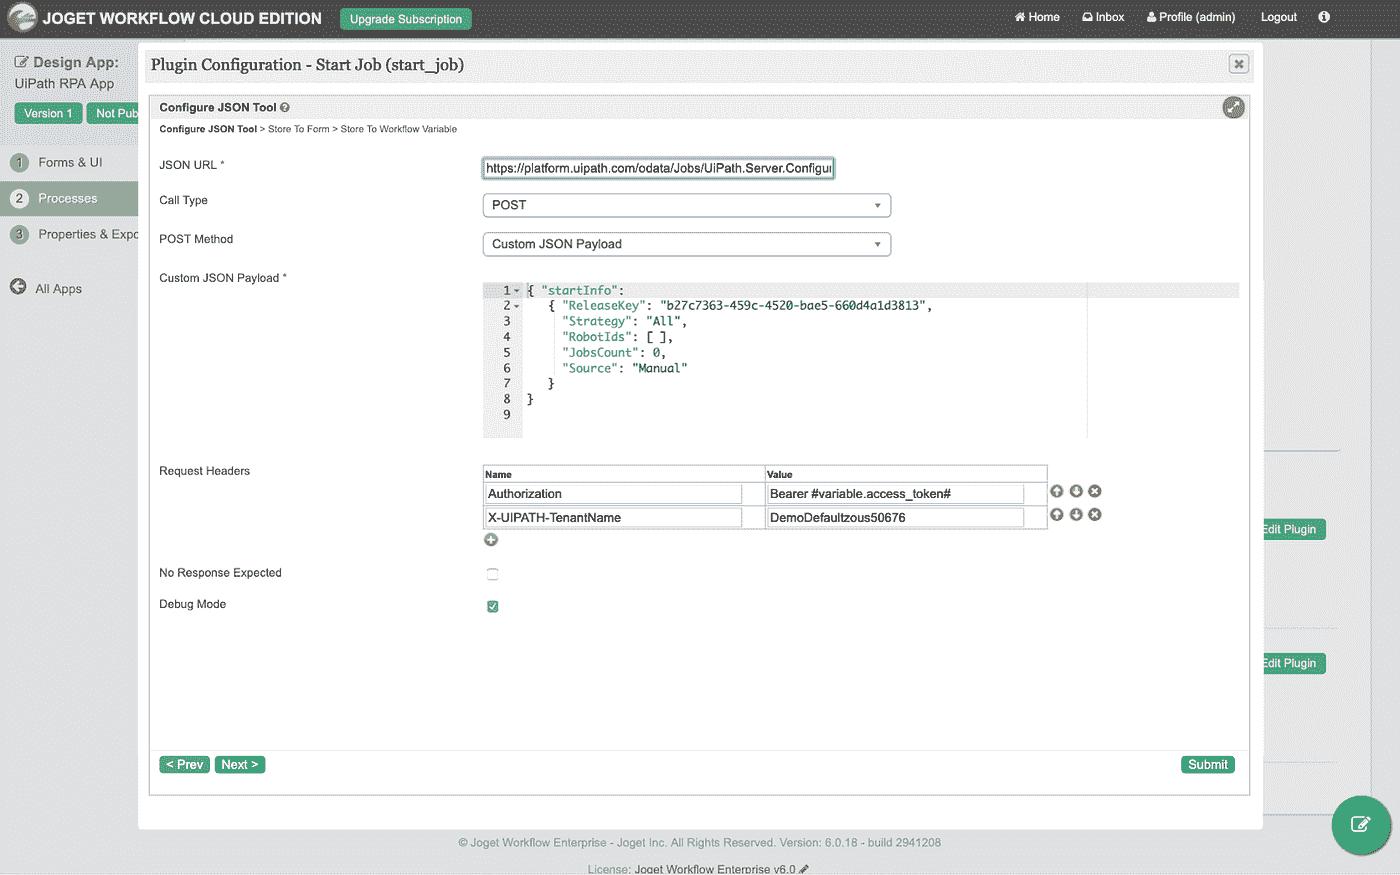 JOGET WORKFLOW CLOUD EDITION Upgrade Subscription Home Inbox Profile (admin) Logout
Design App:
UiPath RPA App
Version 1 Not Pub
1 Forms & UI
2 Processes
3 Properties & Expo
All Apps
Plugin Configuration - Start Job (start_job)
Configure JSON Tool
Configure JSON Tool > Store To Form > Store To Workflow Variable
JSON URL * https://platform.uipath.com/odata/Jobs/UiPath.Server.Configur
Call Type POST
POST Method Custom JSON Payload
Custom JSON Payload *
1 { "startInfo":
2 { "ReleaseKey": "b27c7363-459c-4520-bae5-660d4a1d3813",
3 "Strategy": "All",
4 "RobotIds": [ ],
5 "JobsCount": 0,
6 "Source": "Manual"
7 }
8 }
9
Request Headers
Name Value
Authorization Bearer #variable.access_token#
X-UIPATH-TenantName DemoDefaultzous50676
No Response Expected
Debug Mode
Edit Plugin
Edit Plugin
< Prev Next > Submit
© Joget Workflow Enterprise - Joget Inc. All Rights Reserved. Version: 6.0.18 - build 2941208
License: Joget Workflow Enterprise v6.0